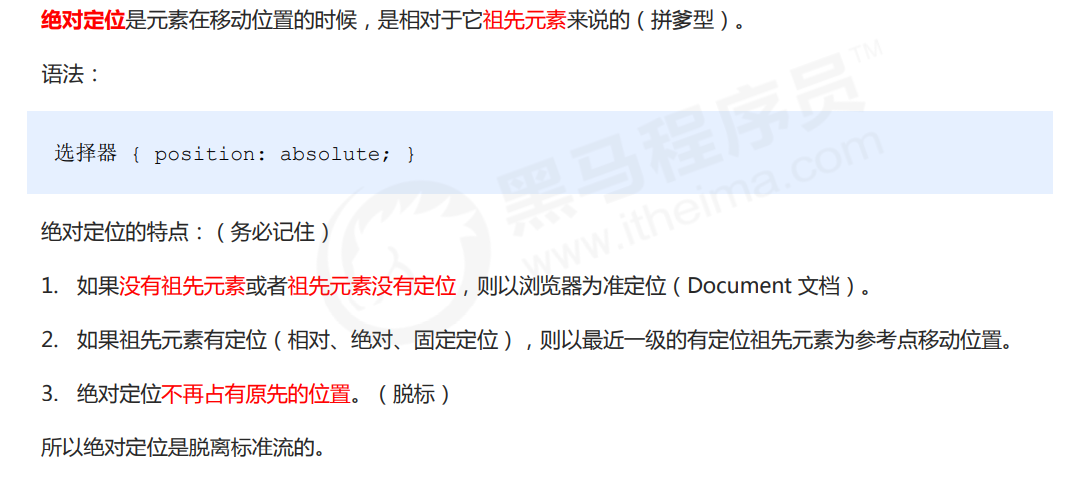 绝对定位是元素在移动位置的时候，是相对于它祖先元素来说的（拼爹型）。
语法：
选择器 { position: absolute; }
绝对定位的特点：（务必记住）
1. 如果没有祖先元素或者祖先元素没有定位，则以浏览器为准定位（Document 文档）。
2. 如果祖先元素有定位（相对、绝对、固定定位），则以最近一级的有定位祖先元素为参考点移动位置。
3. 绝对定位不再占有原先的位置。（脱标）
所以绝对定位是脱离标准流的。
黑马程序员™
www.itheima.com